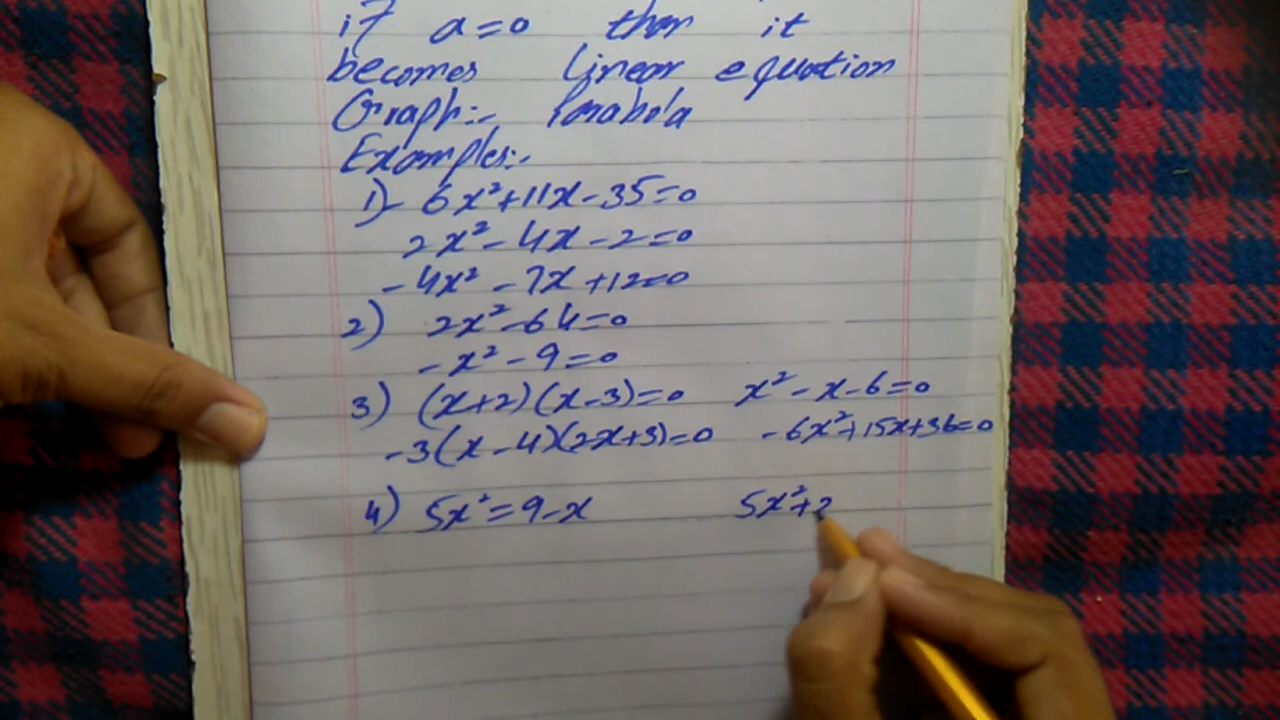 if a=0 then it
becomes linear equation
Graph:- Parabola
Examples:-
1) 6x²+11x-35=0
2x²-4x-2=0
-4x²-7x+12=0
2) 2x²-64=0
-x²-9=0
3) (x+2)(x-3)=0 x²-x-6=0
-3(x-4)(2x+3)=0 -6x²+15x+36=0
4) 5x²=9-x 5x²+